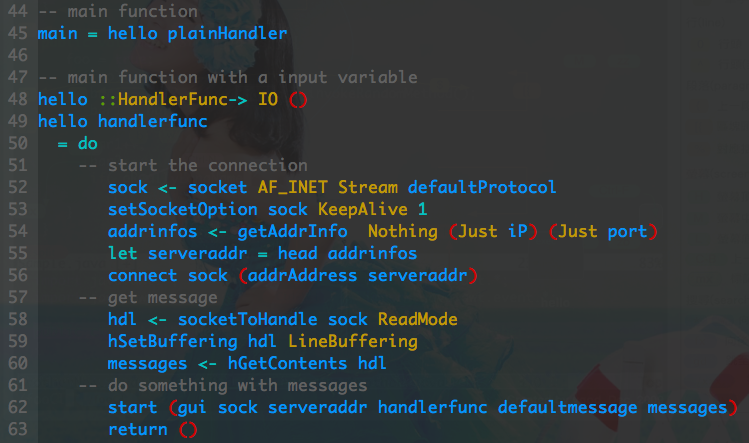 44 -- main function
45 main = hello plainHandler
46
47 -- main function with a input variable
48 hello ::HandlerFunc-> IO ()
49 hello handlerfunc
50   = do
51     -- start the connection
52        sock <- socket AF_INET Stream defaultProtocol
53        setSocketOption sock KeepAlive 1
54        addrinfos <- getAddrInfo  Nothing (Just iP) (Just port)
55        let serveraddr = head addrinfos
56        connect sock (addrAddress serveraddr)
57     -- get message
58        hdl <- socketToHandle sock ReadMode
59        hSetBuffering hdl LineBuffering
60        messages <- hGetContents hdl
61     -- do something with messages
62        start (gui sock serveraddr handlerfunc defaultmessage messages)
63        return ()